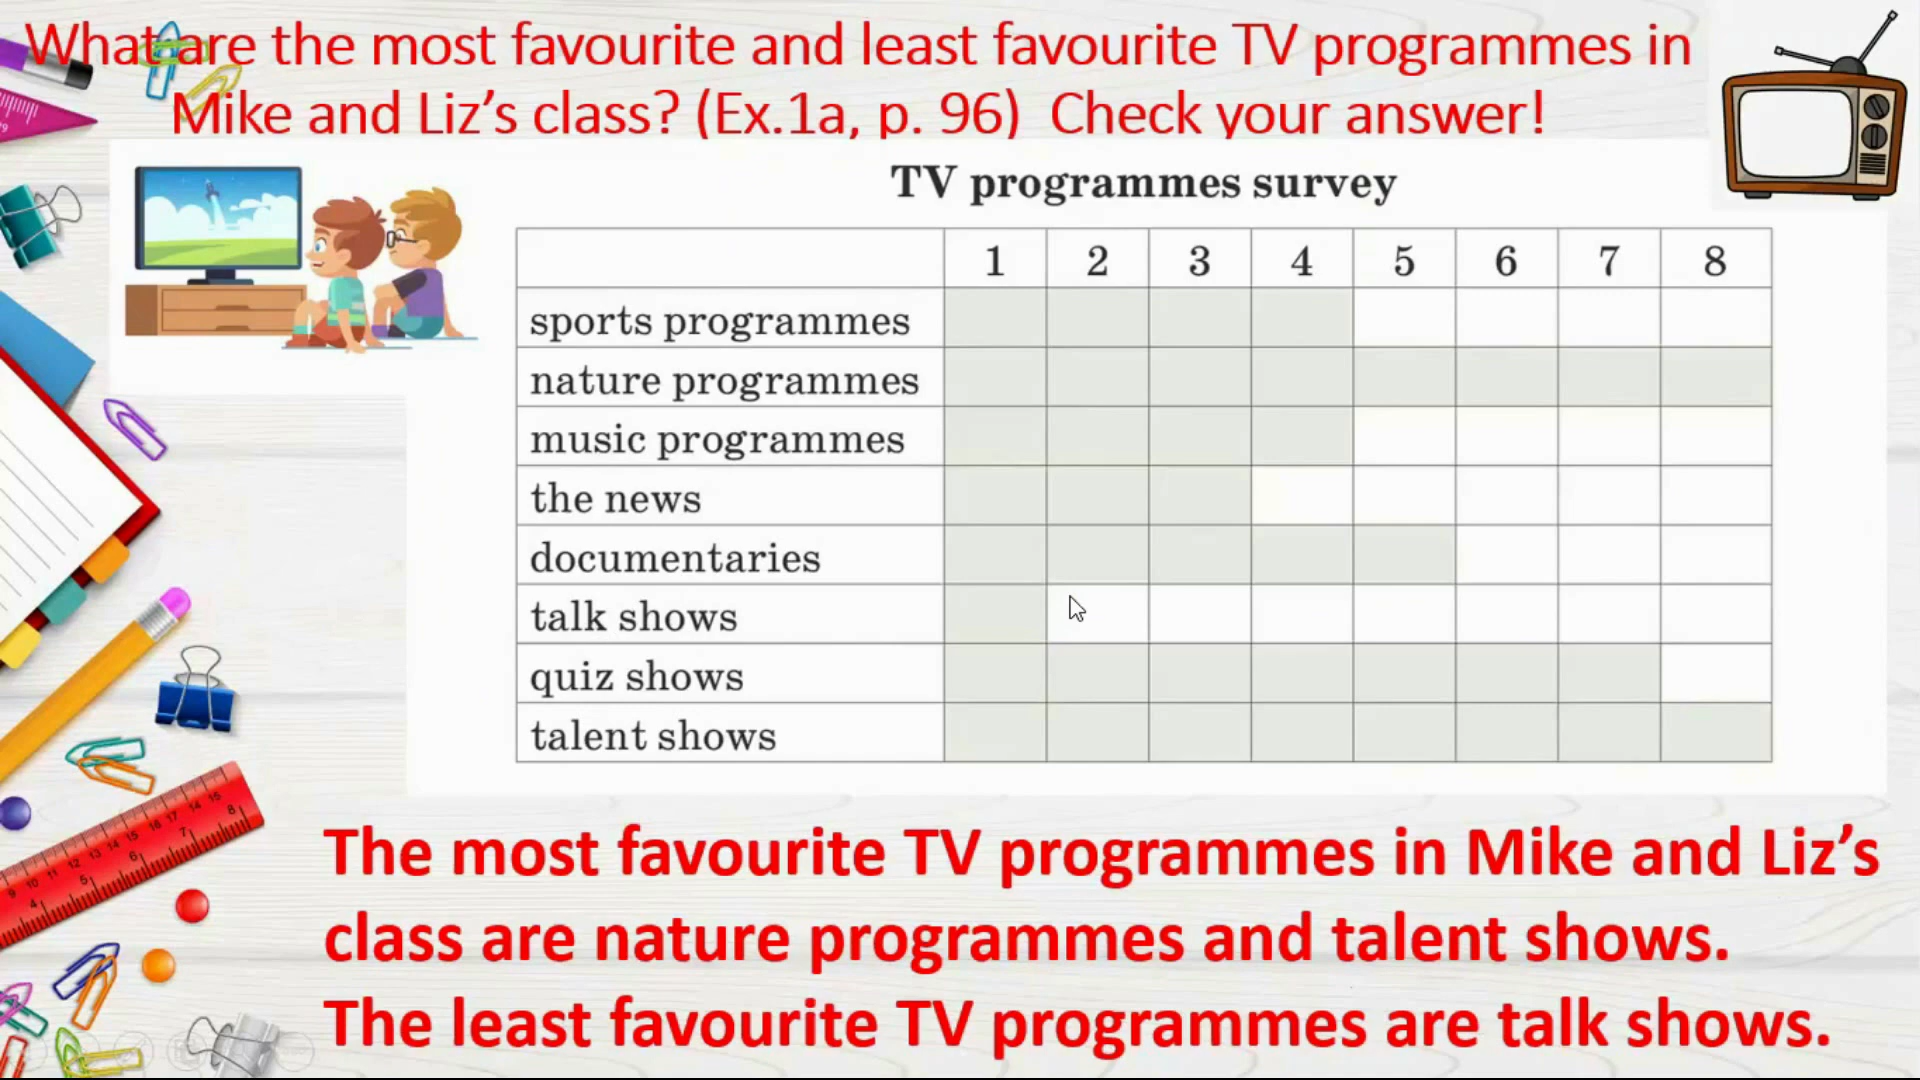 What are the most favourite and least favourite TV programmes in
Mike and Liz's class? (Ex.1a, p. 96) Check your answer!
TV programmes survey
1 2 3 4 5 6 7 8
sports programmes
nature programmes
music programmes
the news
documentaries
talk shows
quiz shows
talent shows
The most favourite TV programmes in Mike and Liz's
class are nature programmes and talent shows.
The least favourite TV programmes are talk shows.